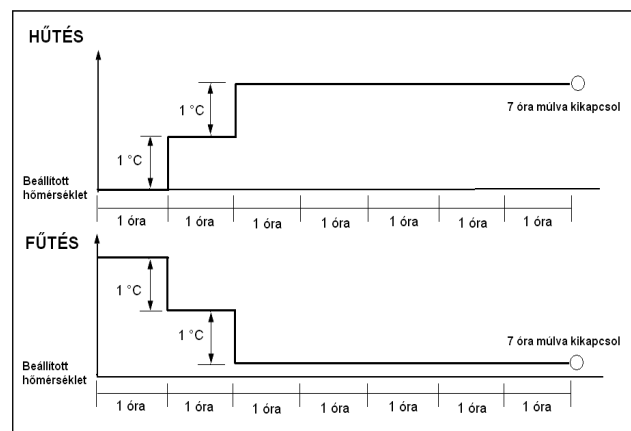 HŰTÉS
1 °C
7 óra múlva kikapcsol
1 °C
Beállított
hőmérséklet
1 óra 1 óra 1 óra 1 óra 1 óra 1 óra 1 óra
FŰTÉS
1 °C
1 °C
7 óra múlva kikapcsol
Beállított
hőmérséklet
1 óra 1 óra 1 óra 1 óra 1 óra 1 óra 1 óra